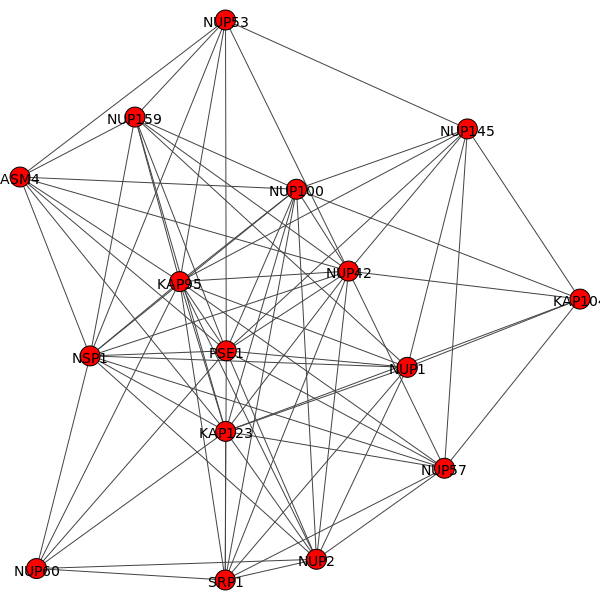 NUP53
NUP159
NUP145
ASM4
NUP100
NUP42
KAP95
KAP104
PSE1
NSP1
NUP1
KAP123
NUP57
NUP2
NUP60
SRP1